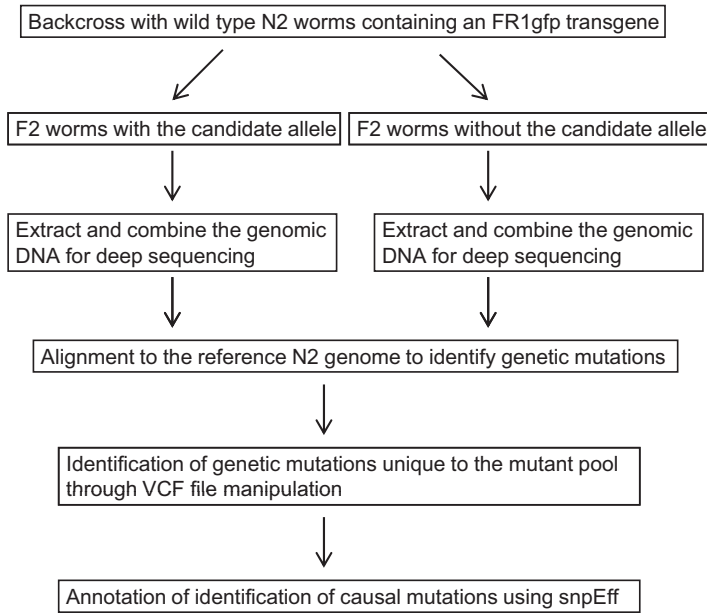 Backcross with wild type N2 worms containing an FR1gfp transgene
F2 worms with the candidate allele
F2 worms without the candidate allele
Extract and combine the genomic
DNA for deep sequencing
Extract and combine the genomic
DNA for deep sequencing
Alignment to the reference N2 genome to identify genetic mutations
Identification of genetic mutations unique to the mutant pool
through VCF file manipulation
Annotation of identification of causal mutations using snpEff